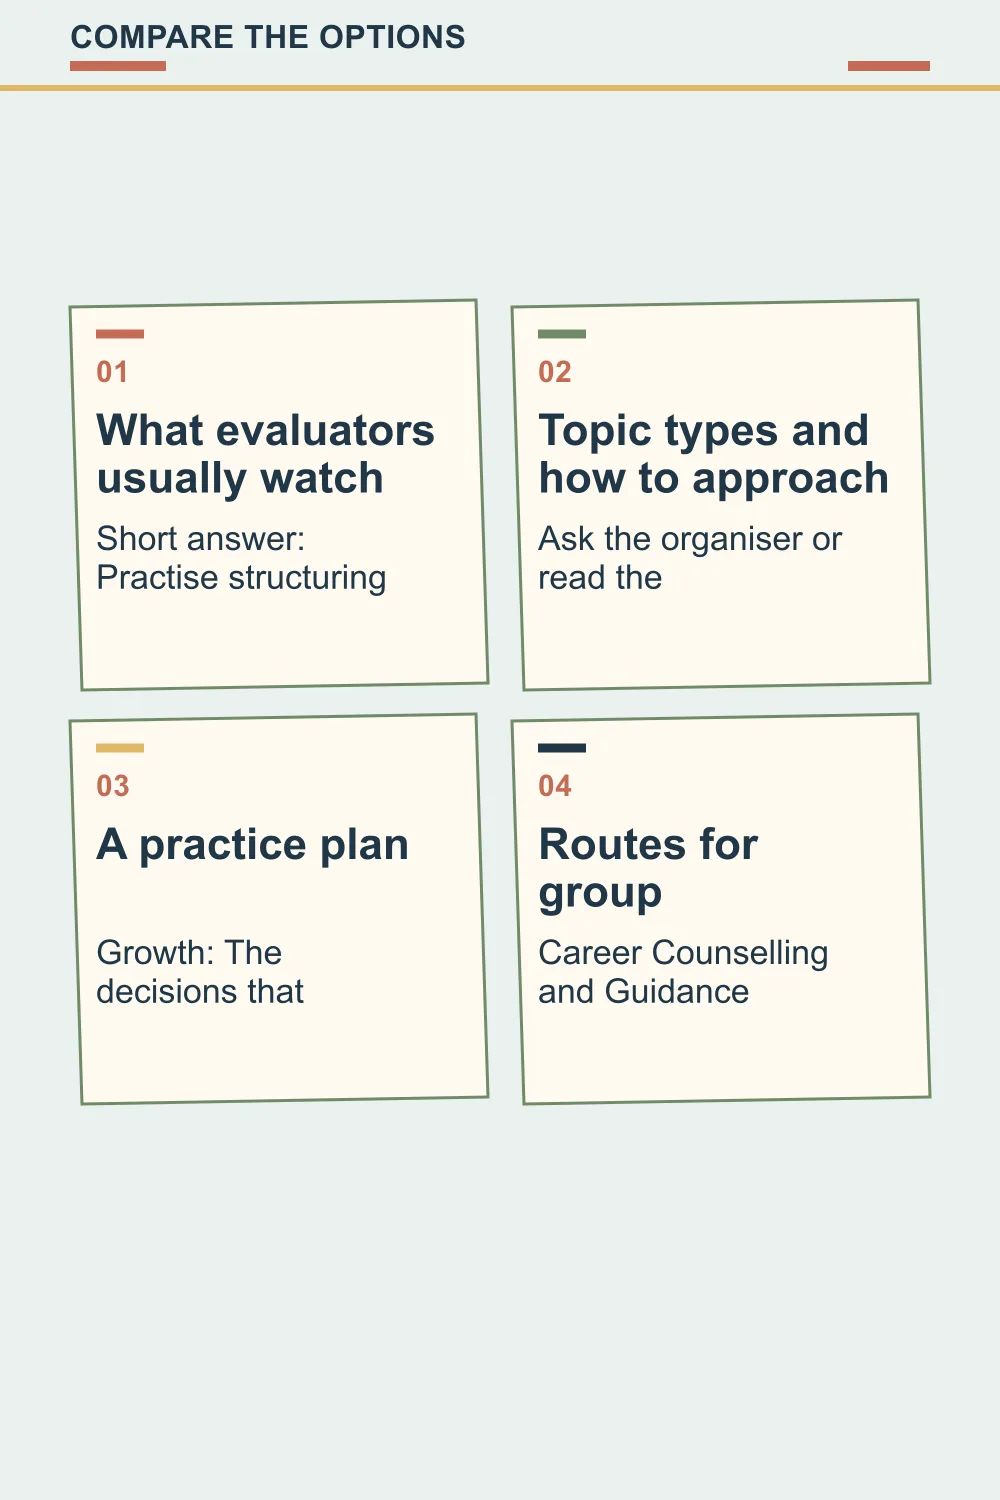 COMPARE THE OPTIONS
01
What evaluators
usually watch
Short answer:
Practise structuring
02
Topic types and
how to approach
Ask the organiser or
read the
03
A practice plan
Growth: The
decisions that
04
Routes for
group
Career Counselling
and Guidance